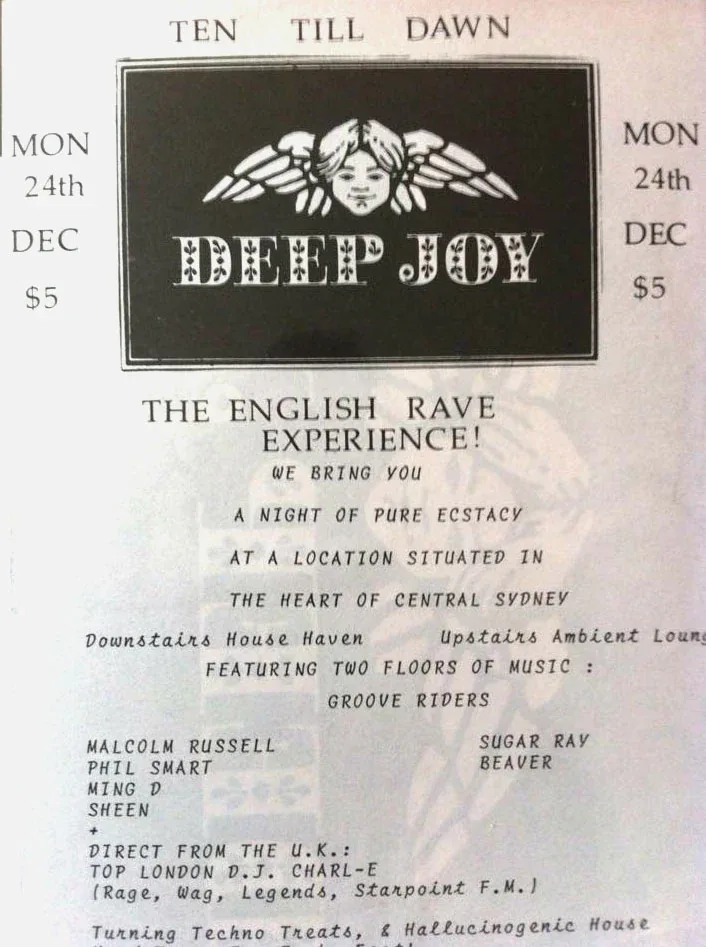 TEN TILL DAWN
MON
24th
DEC
$5
DEEP JOY
MON
24th
DEC
$5
THE ENGLISH RAVE
EXPERIENCE!
WE BRING YOU
A NIGHT OF PURE ECSTACY
AT A LOCATION SITUATED IN
THE HEART OF CENTRAL SYDNEY
Downstairs House Haven Upstairs Ambient Loung
FEATURING TWO FLOORS OF MUSIC :
GROOVE RIDERS
MALCOLM RUSSELL
PHIL SMART
MING D
SHEEN
+
SUGAR RAY
BEAVER
DIRECT FROM THE U.K.:
TOP LONDON D.J. CHARL-E
(Rage, Wag, Legends, Starpoint F.M.)
Turning Techno Treats, & Hallucinogenic House